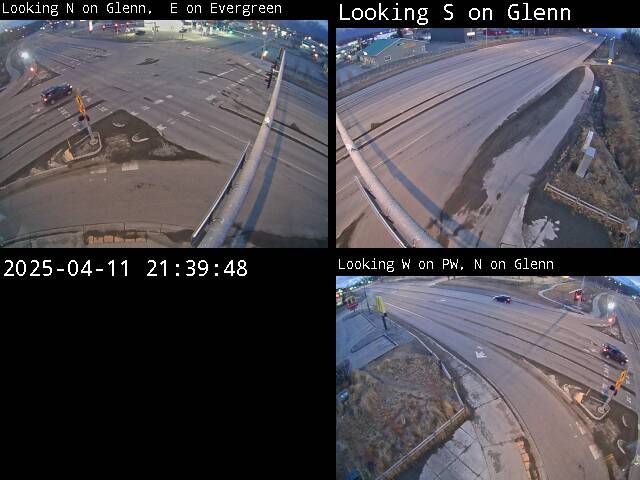 Looking N on Glenn,  E on Evergreen
Looking S on Glenn
2025-04-11 21:39:48
Looking W on PW, N on Glenn